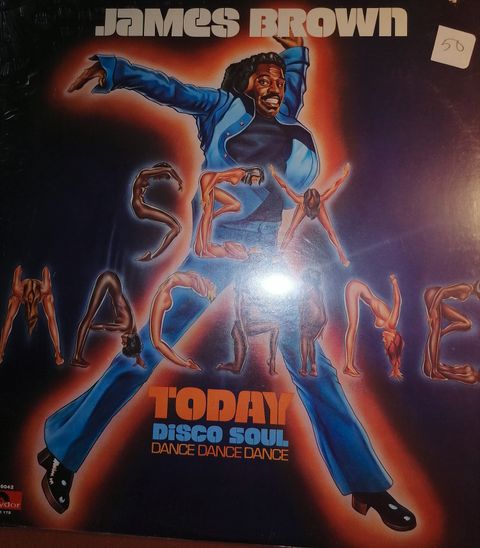 JAMES BROWN
50
SEX
MACHINE
TODAY
DISCO SOUL
DANCE DANCE DANCE